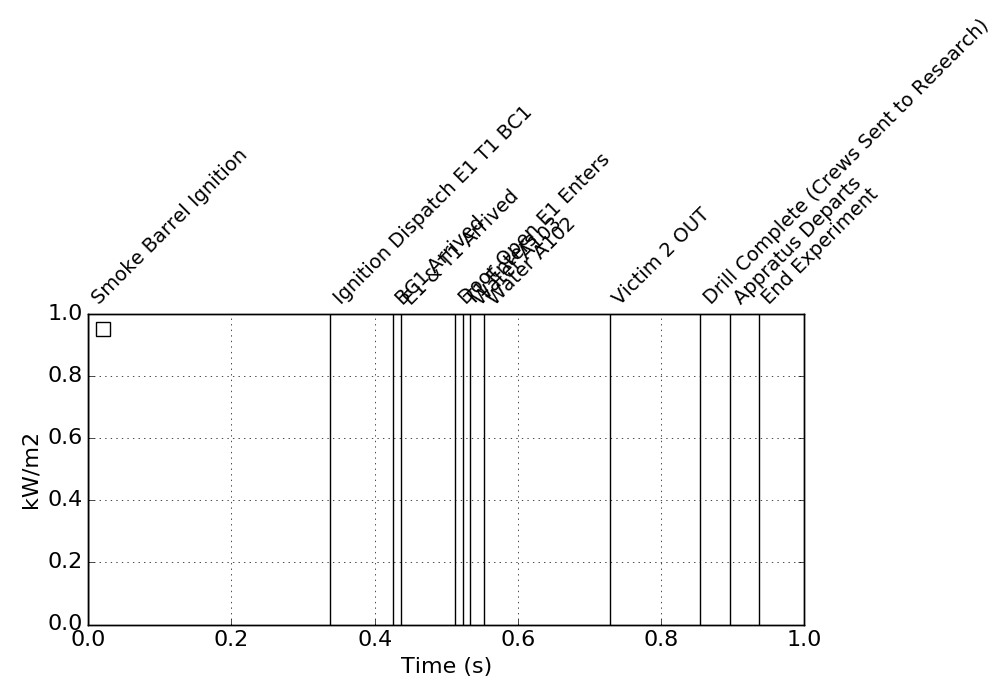 Smoke Barrel Ignition
Ignition Dispatch E1 T1 BC1
BC1 Arrived
E1 & T1 Arrived
Door Open E1 Enters
Water A103
Water A102
Victim 2 OUT
Drill Complete (Crews Sent to Research)
Appratus Departs
End Experiment
1.0
0.8
0.6
0.4
0.2
0.0
kW/m2
0.0 0.2 0.4 0.6 0.8 1.0
Time (s)